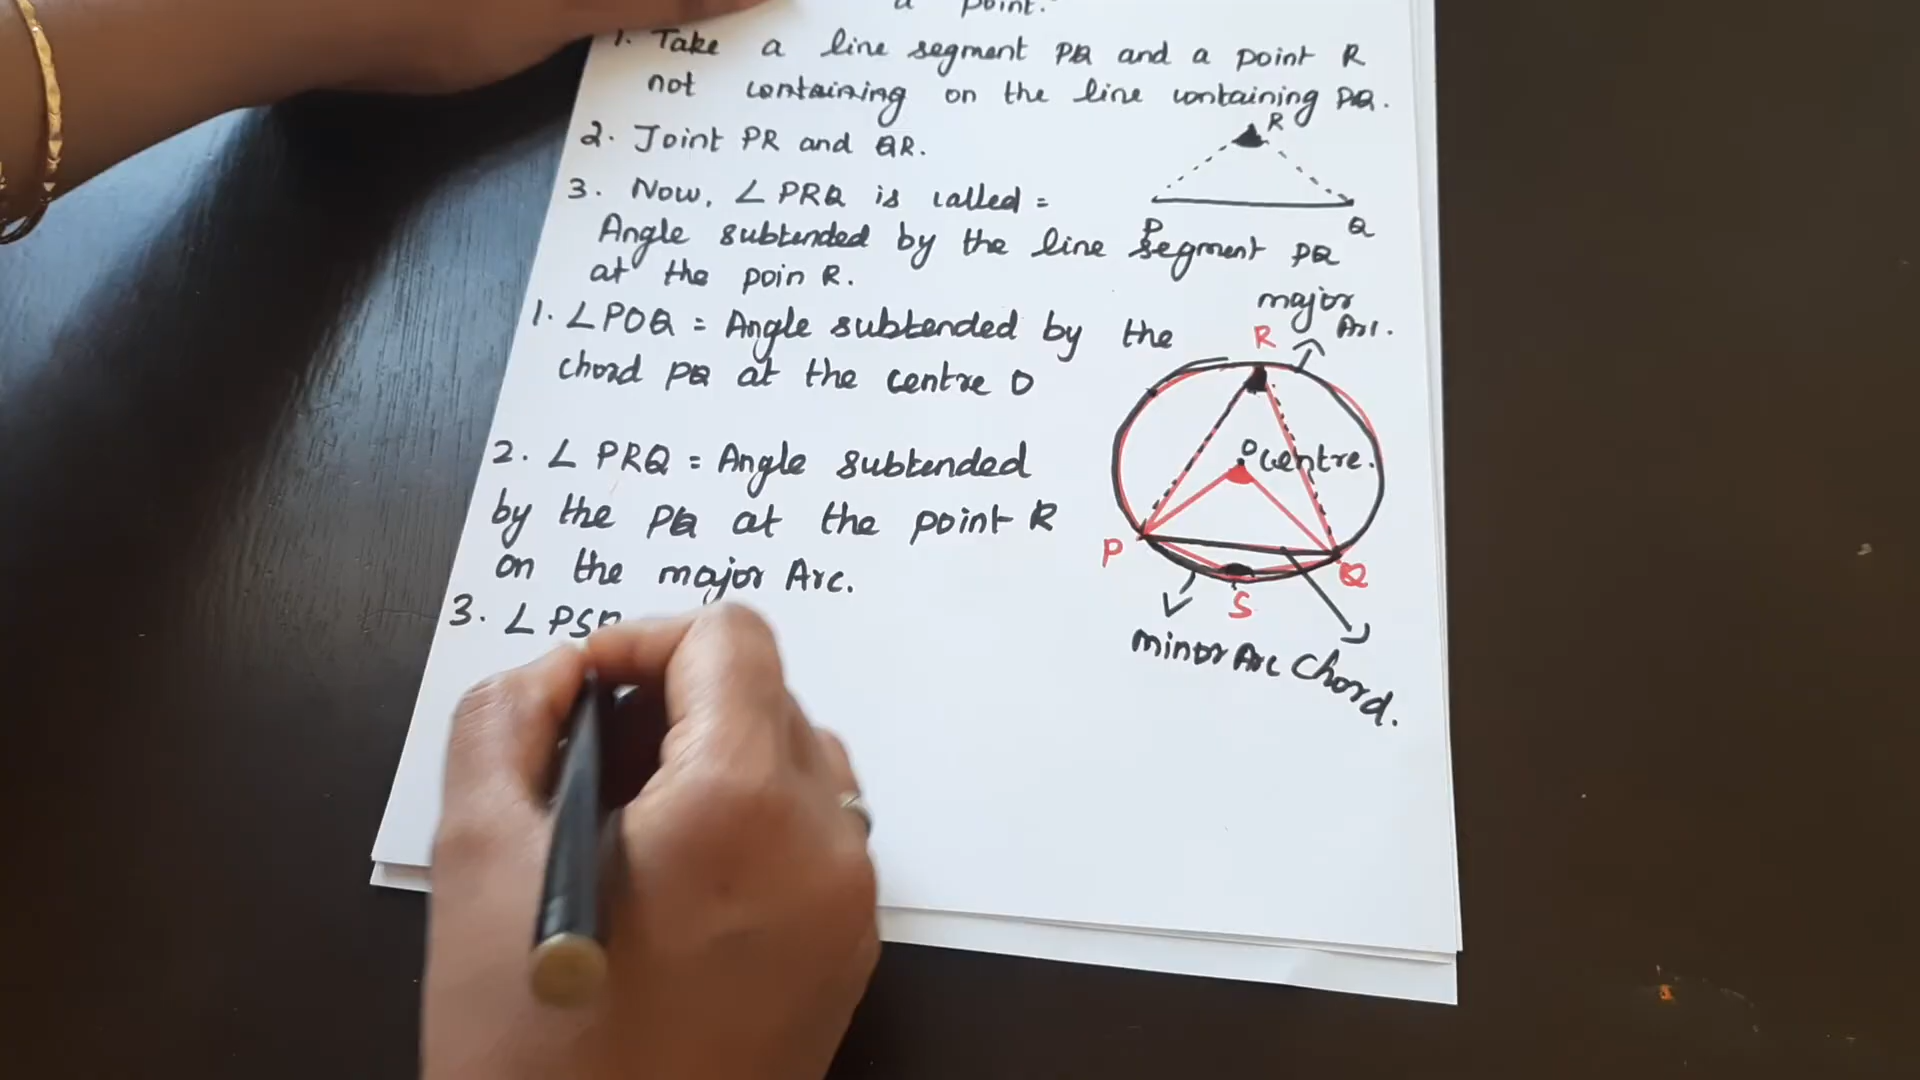 a point.
1. Take a line segment PQ and a point R
not containing on the line containing PQ.
2. Joint PR and QR.
3. Now, ∠PRQ is called =
Angle subtended by the line segment PQ
at the poin R.
R
P
Q
1. ∠POQ = Angle subtended by the
chord PQ at the centre O
2. ∠PRQ = Angle subtended
by the PQ at the point R
on the major Arc.
3. ∠PS
major
Arc.
R
O centre.
P
Q
S
minor Arc
Chord.